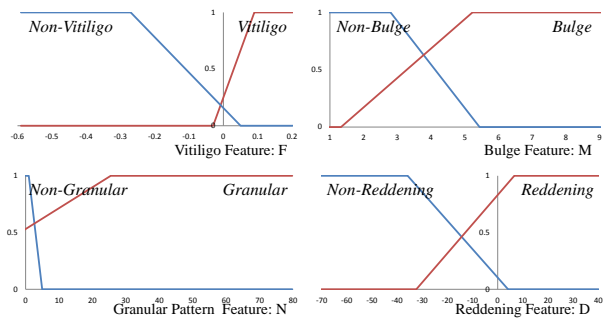 Non-Vitiligo Vitiligo
1
0.5
0
-0.6 -0.5 -0.4 -0.3 -0.2 -0.1 0 0.1 0.2
Vitiligo Feature: F
Non-Bulge Bulge
1
0.5
0
1 2 3 4 5 6 7 8 9
Bulge Feature: M
Non-Granular Granular
1
0.5
0
0 10 20 30 40 50 60 70 80
Granular Pattern Feature: N
Non-Reddening Reddening
1
0.5
0
-70 -60 -50 -40 -30 -20 -10 0 10 20 30 40
Reddening Feature: D